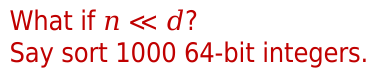 What if n ≪ d?
Say sort 1000 64-bit integers.